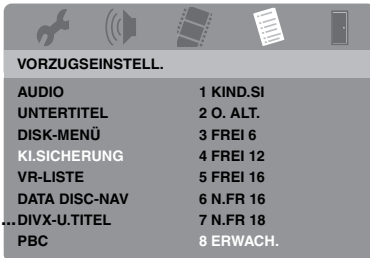 VORZUGSEINSTELL.
AUDIO 1 KIND.SI
UNTERTITEL 2 O. ALT.
DISK-MENÜ 3 FREI 6
KI.SICHERUNG 4 FREI 12
VR-LISTE 5 FREI 16
DATA DISC-NAV 6 N.FR 16
...DIVX-U.TITEL 7 N.FR 18
PBC 8 ERWACH.